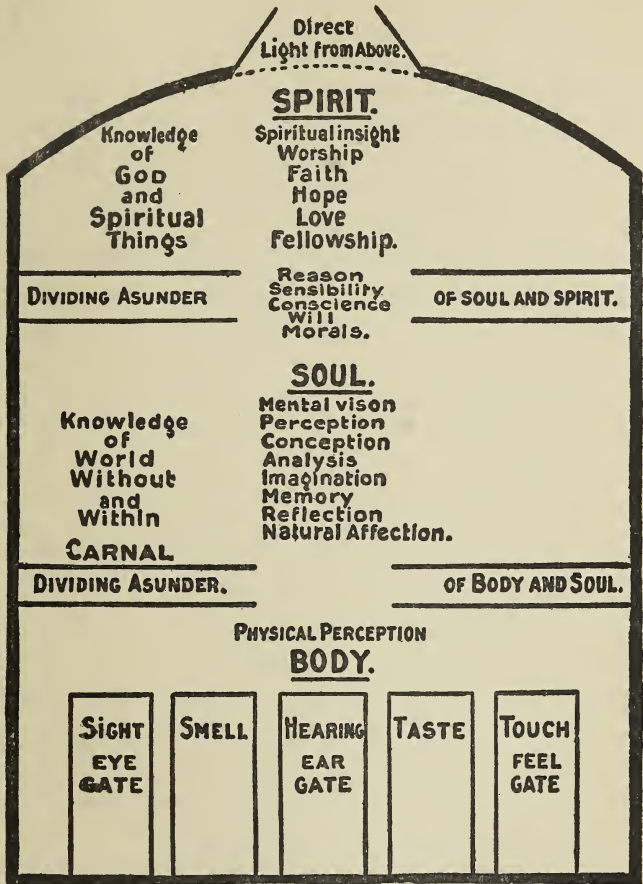 Direct
Light from Above.
SPIRIT.
Knowledge
of
GOD
and
Spiritual
Things
Spiritual insight
Worship
Faith
Hope
Love
Fellowship.
DIVIDING ASUNDER
Reason
Sensibility
Conscience
Will
Morals.
OF SOUL AND SPIRIT.
SOUL.
Knowledge
of
World
Without
and
Within
CARNAL
Mental vison
Perception
Conception
Analysis
Imagination
Memory
Reflection
Natural Affection.
DIVIDING ASUNDER.
OF BODY AND SOUL.
PHYSICAL PERCEPTION
BODY.
SIGHT
EYE
GATE
SMELL
HEARING
EAR
GATE
TASTE
TOUCH
FEEL
GATE